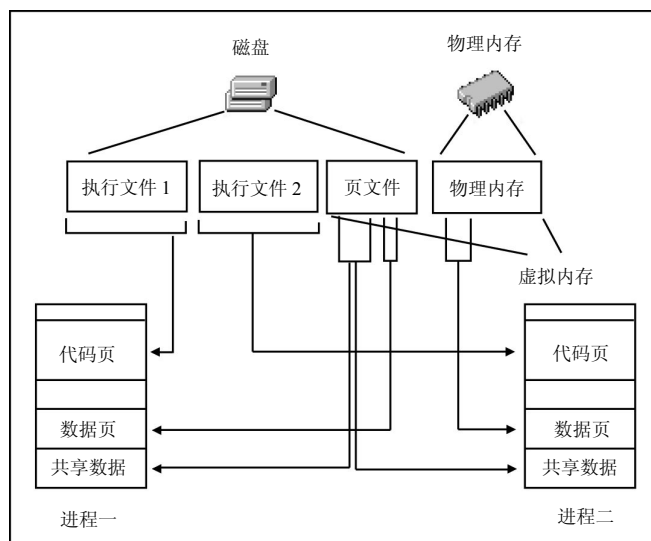 磁盘
物理内存
执行文件 1
执行文件 2
页文件
物理内存
虚拟内存
代码页
数据页
共享数据
进程一
代码页
数据页
共享数据
进程二